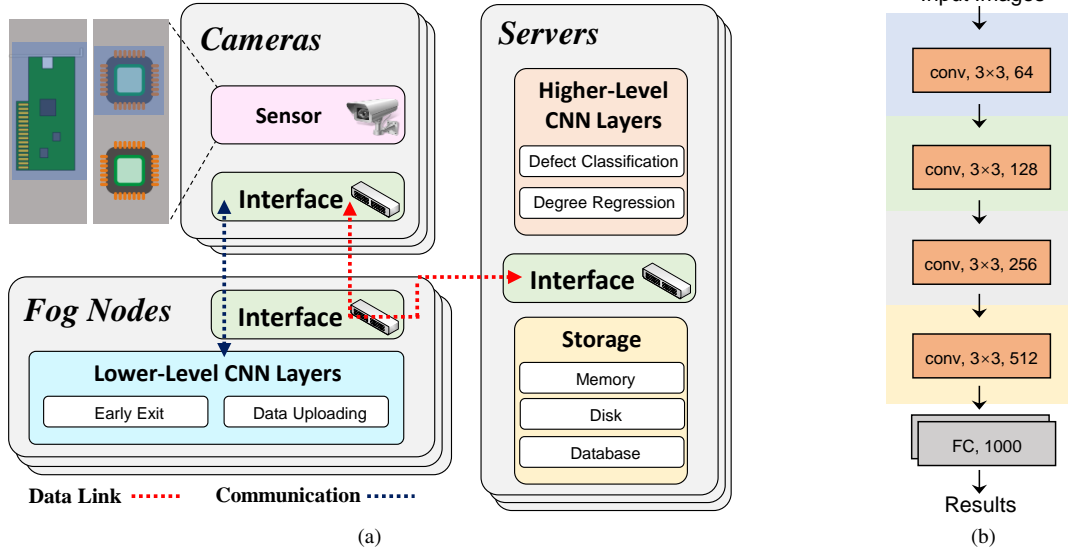 Cameras
Sensor
Interface
Fog Nodes
Interface
Lower-Level CNN Layers
Early Exit
Data Uploading
Data Link
Communication
Servers
Higher-Level
CNN Layers
Defect Classification
Degree Regression
Interface
Storage
Memory
Disk
Database
(a)
Input Images
conv, 3×3, 64
conv, 3×3, 128
conv, 3×3, 256
conv, 3×3, 512
FC, 1000
Results
(b)